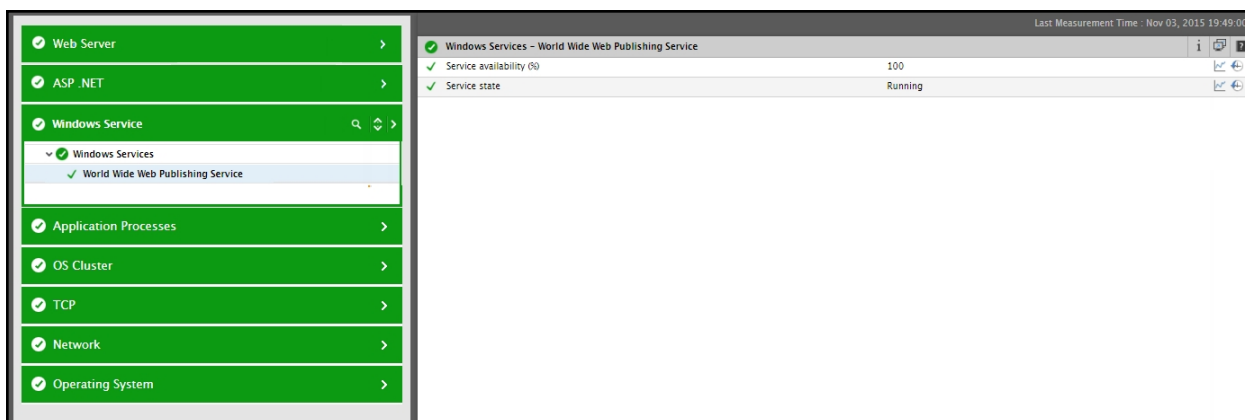 Last Measurement Time : Nov 03, 2015 19:49:00
Web Server
ASP .NET
Windows Service
Windows Services
World Wide Web Publishing Service
Application Processes
OS Cluster
TCP
Network
Operating System
Windows Services - World Wide Web Publishing Service
Service availability (%) 100
Service state Running